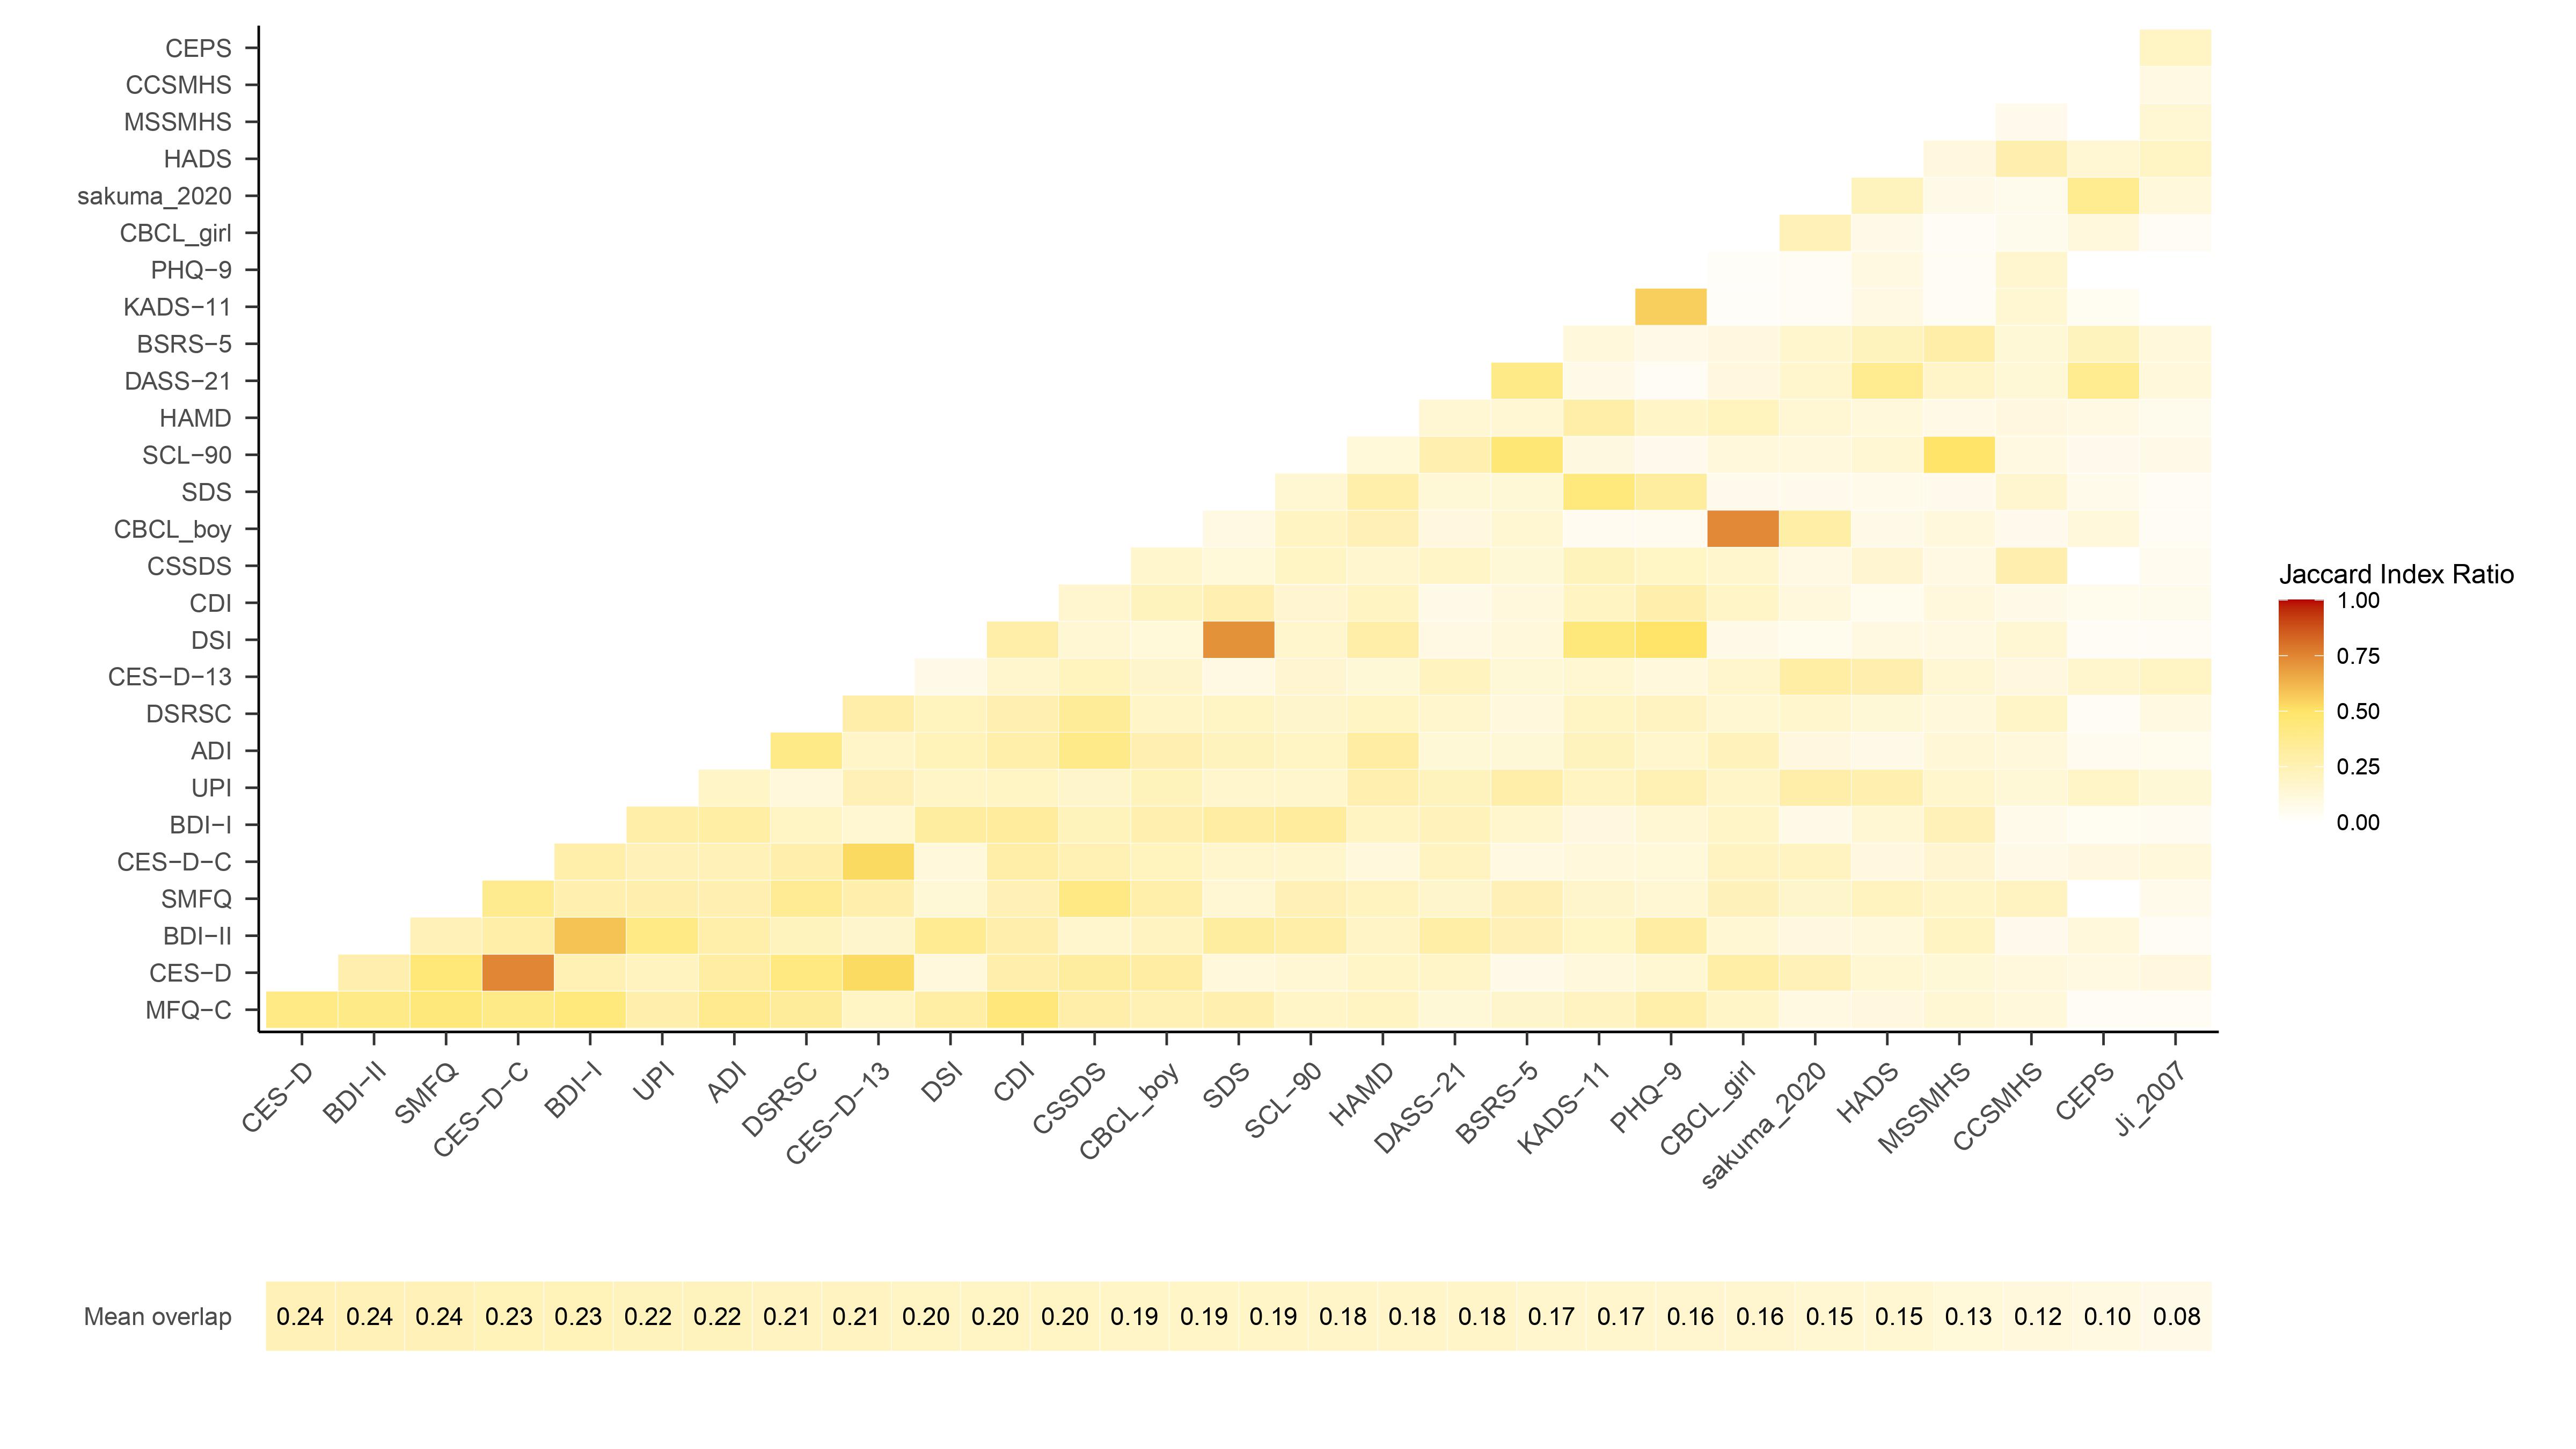 CEPS
CCSMHS
MSSMHS
HADS
sakuma_2020
CBCL_girl
PHQ−9
KADS−11
BSRS−5
DASS−21
HAMD
SCL−90
SDS
CBCL_boy
CSSDS
CDI
DSI
CES−D−13
DSRSC
ADI
UPI
BDI−I
CES−D−C
SMFQ
BDI−II
CES−D
MFQ−C
Jaccard Index Ratio
1.00
0.75
0.50
0.25
0.00
CES−D BDI−II SMFQ CES−D−C BDI−I UPI ADI DSRSC CES−D−13 DSI CDI CSSDS CBCL_boy SDS SCL−90 HAMD DASS−21 BSRS−5 KADS−11 PHQ−9 CBCL_girl sakuma_2020 HADS MSSMHS CCSMHS CEPS Ji_2007
Mean overlap 0.24 0.24 0.24 0.23 0.23 0.22 0.22 0.21 0.21 0.20 0.20 0.20 0.19 0.19 0.19 0.18 0.18 0.18 0.17 0.17 0.16 0.16 0.15 0.15 0.13 0.12 0.10 0.08